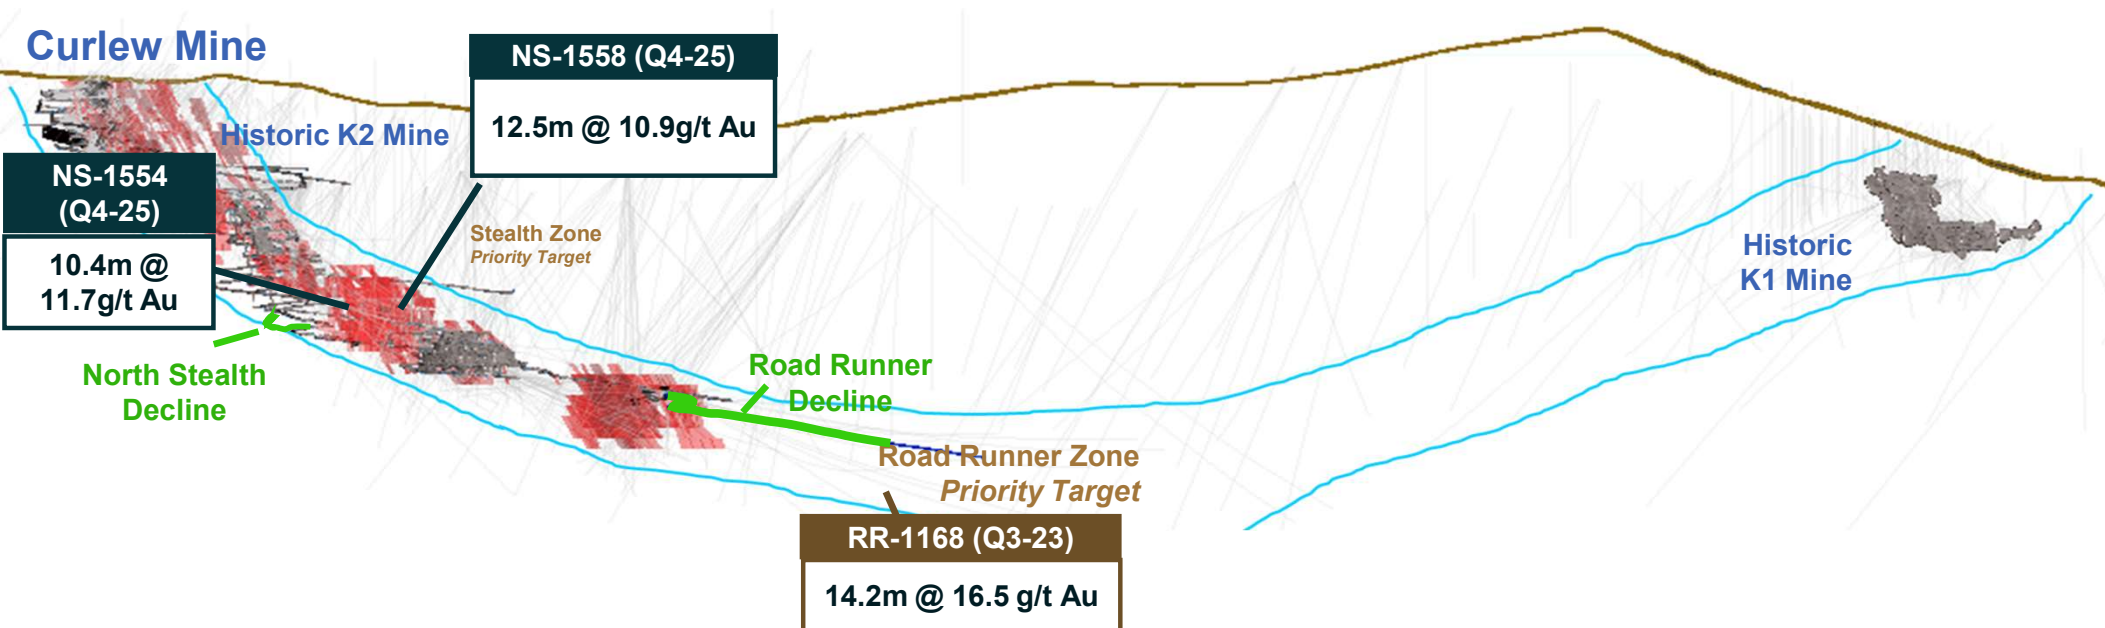 Curlew Mine
NS-1558 (Q4-25)
12.5m @ 10.9g/t Au
Historic K2 Mine
NS-1554
(Q4-25)
10.4m @
11.7g/t Au
Stealth Zone
Priority Target
Historic
K1 Mine
North Stealth
Decline
Road Runner
Decline
Road Runner Zone
Priority Target
RR-1168 (Q3-23)
14.2m @ 16.5 g/t Au